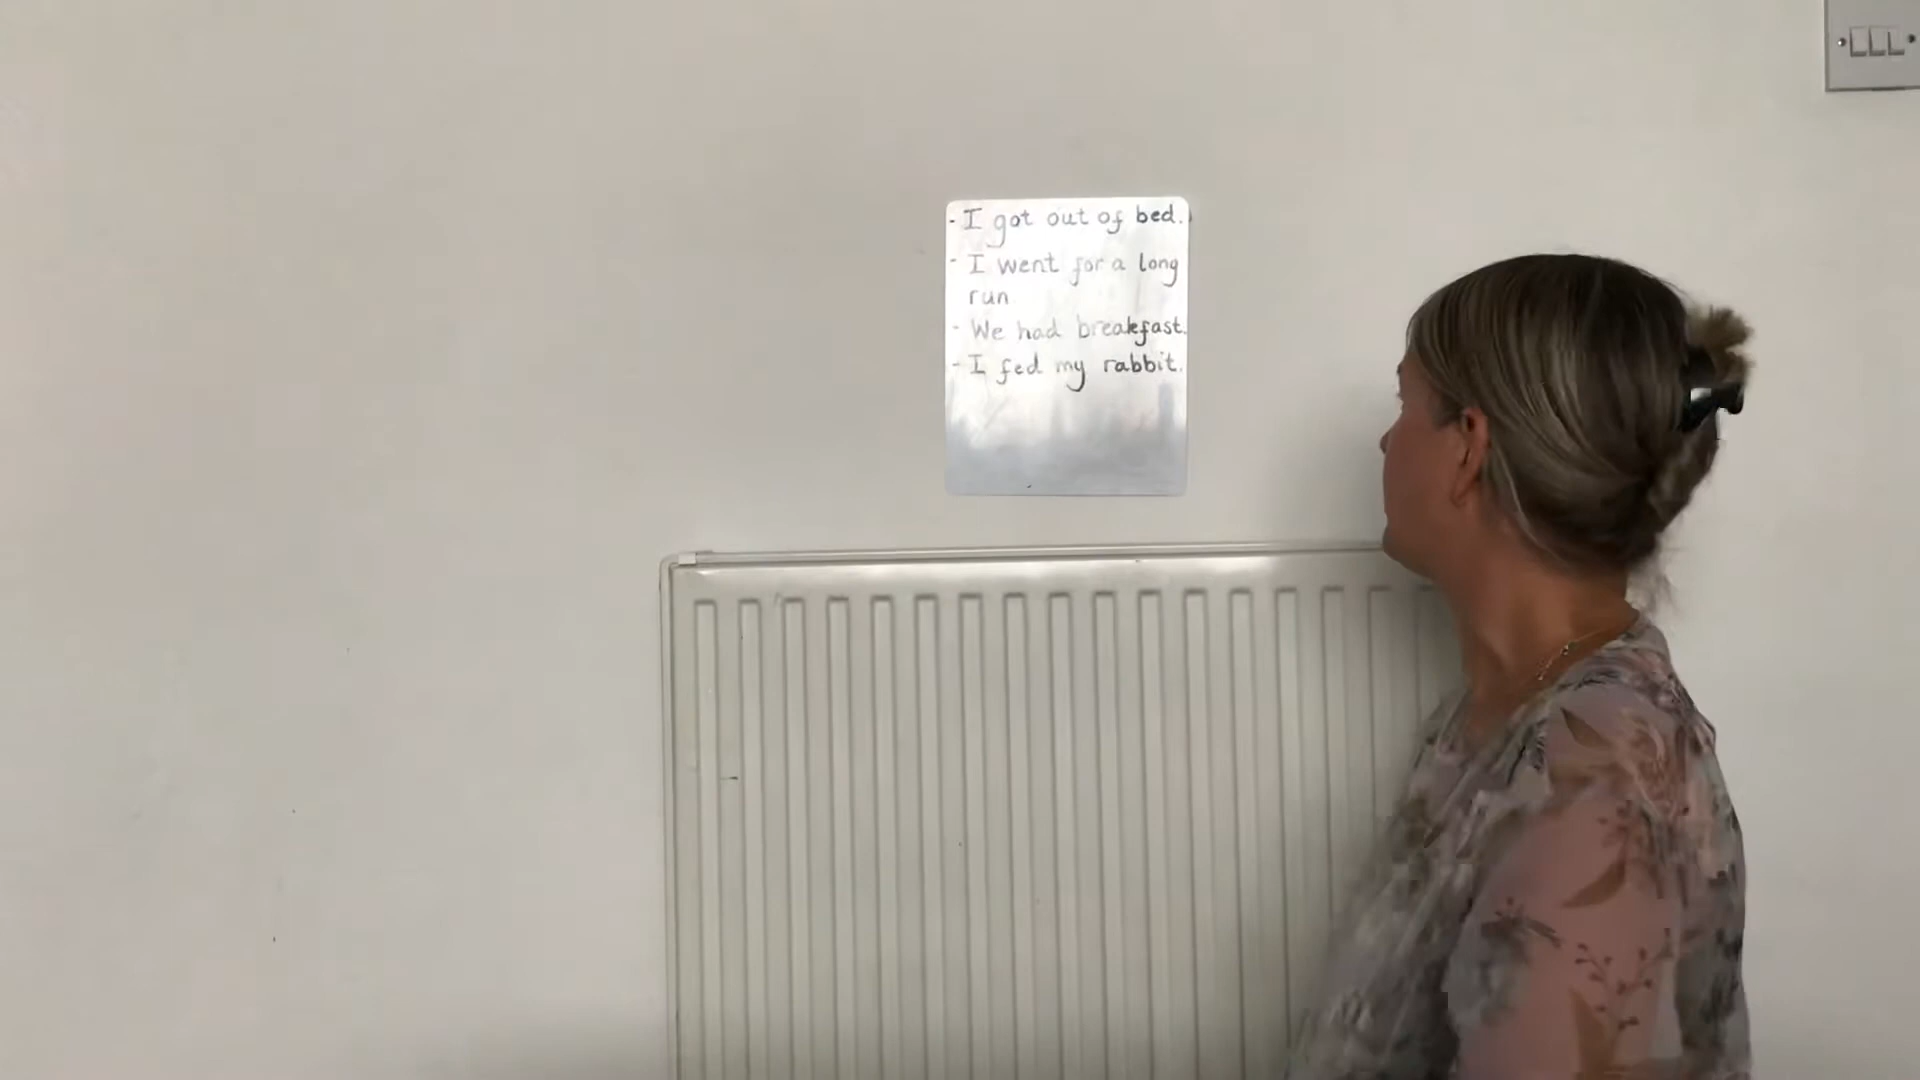 - I got out of bed.
- I went for a long
run
- We had breakfast.
- I fed my rabbit.